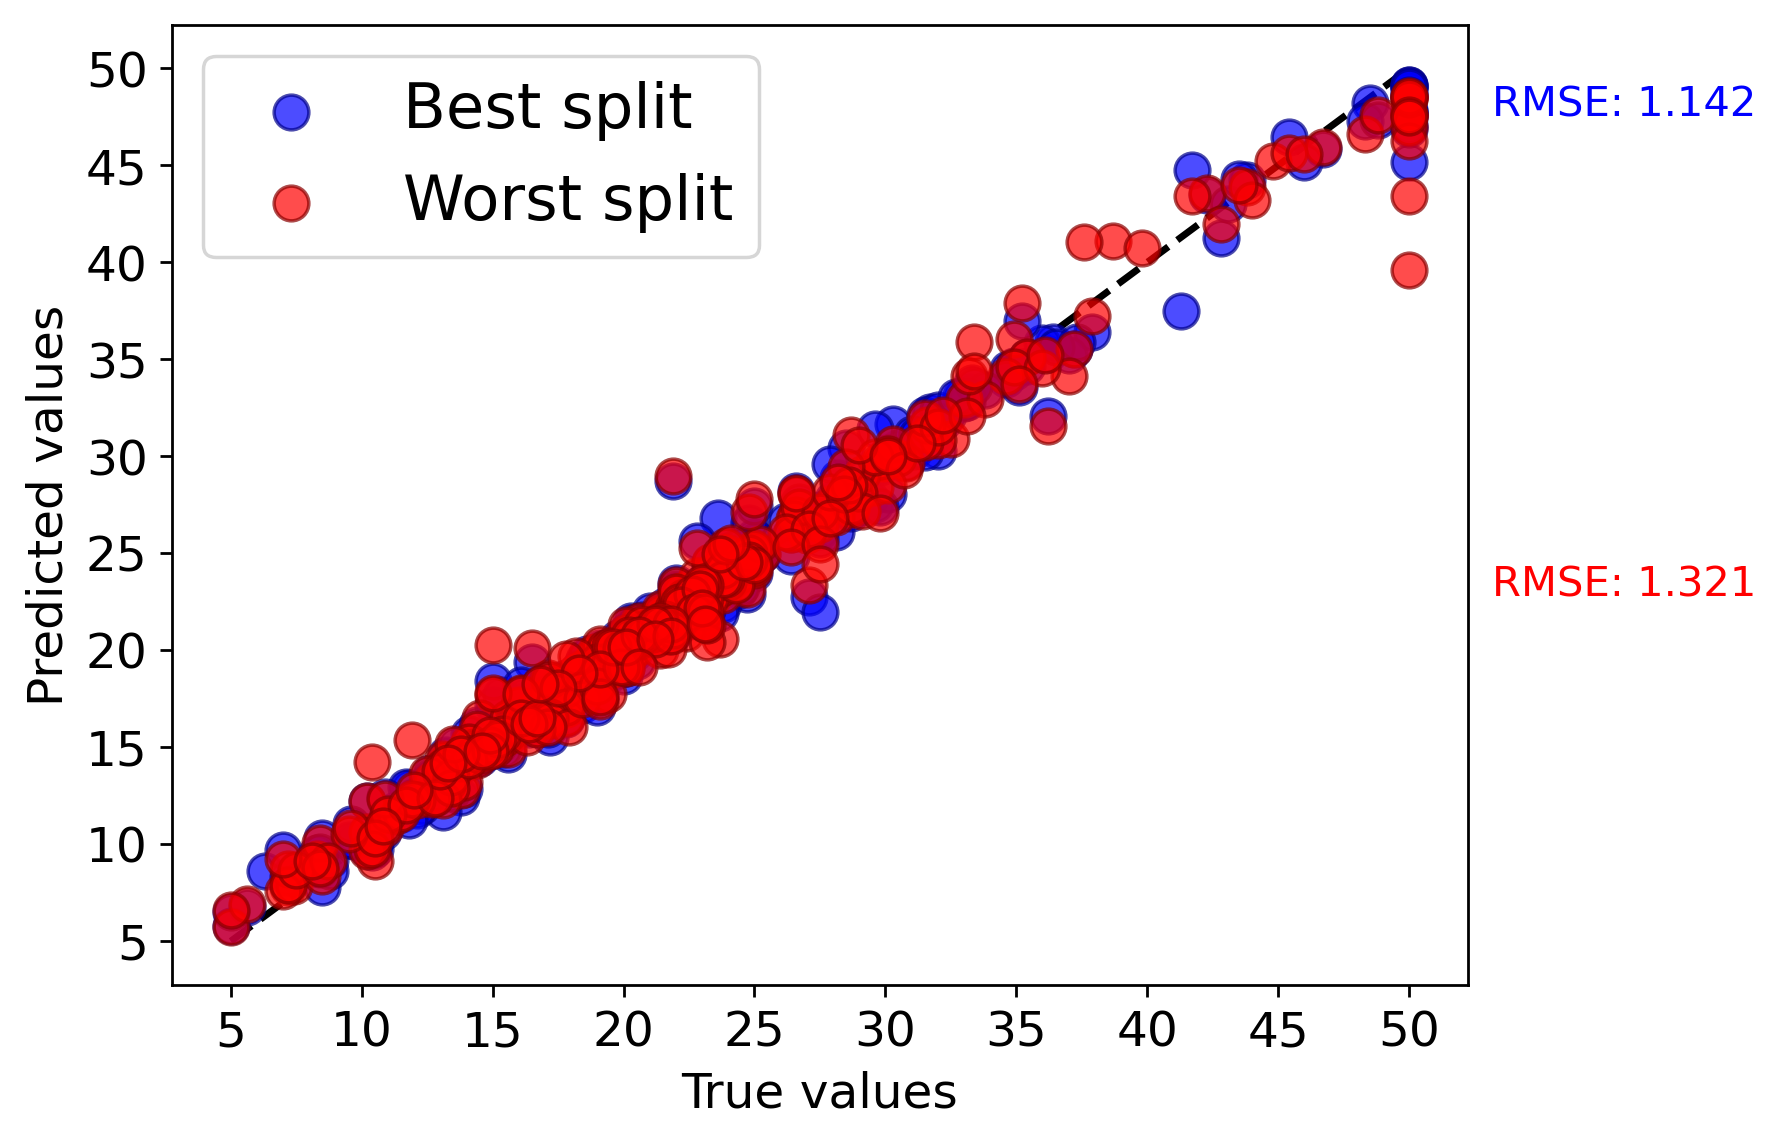 Best split
Worst split
RMSE: 1.142
RMSE: 1.321
Predicted values
50
45
40
35
30
25
20
15
10
5
5 10 15 20 25 30 35 40 45 50
True values